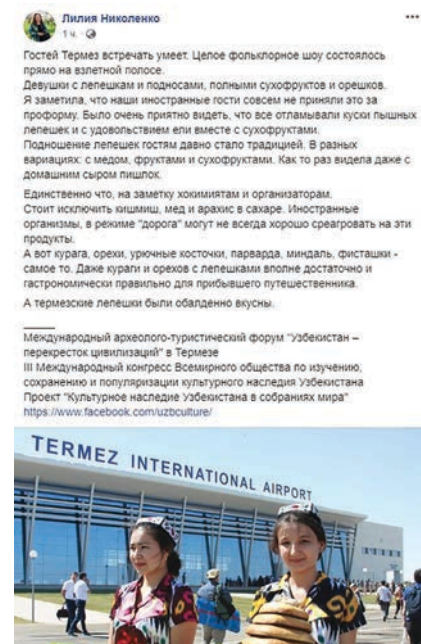 Лилия Николенко
1 ч. ·
Гостей Термез встречать умеет. Целое фольклорное шоу состоялось
прямо на взлетной полосе.
Девушки с лепешкам и подносами, полными сухофруктов и орешков.
Я заметила, что наши иностранные гости совсем не приняли это за
проформу. Было очень приятно видеть, что все отламывали куски пышных
лепешек и с удовольствием ели вместе с сухофруктами.
Подношение лепешек гостям давно стало традицией. В разных
вариациях: с медом, фруктами и сухофруктами. Как то раз видела даже с
домашним сыром пишлок.
Единственно что, на заметку хокимиятам и организаторам.
Стоит исключить кишмиш, мед и арахис в сахаре. Иностранные
организмы, в режиме "дорога" могут не всегда хорошо среагровать на эти
продукты.
А вот курага, орехи, урючные косточки, парварда, миндаль, фисташки -
самое то. Даже кураги и орехов с лепешками вполне достаточно и
гастрономически правильно для прибывшего путешественника.
А термезские лепешки были обалденно вкусны.
Международный археолого-туристический форум "Узбекистан –
перекресток цивилизаций" в Термезе
III Международный конгресс Всемирного общества по изучению,
сохранению и популяризации культурного наследия Узбекистана
Проект "Культурное наследие Узбекистана в собраниях мира"
https://www.facebook.com/uzbculture/
TERMEZ INTERNATIONAL AIRPORT